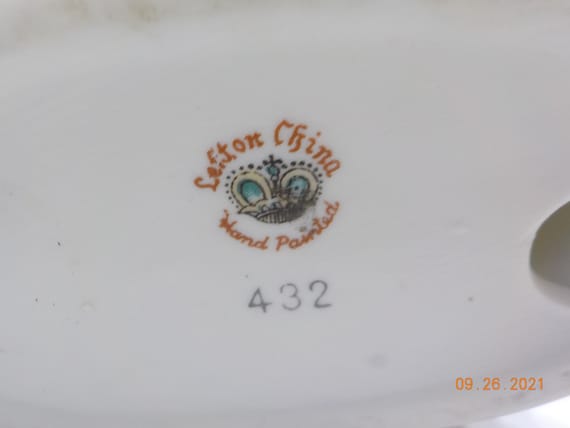 Lefton China
Hand Painted
432
09.26.2021